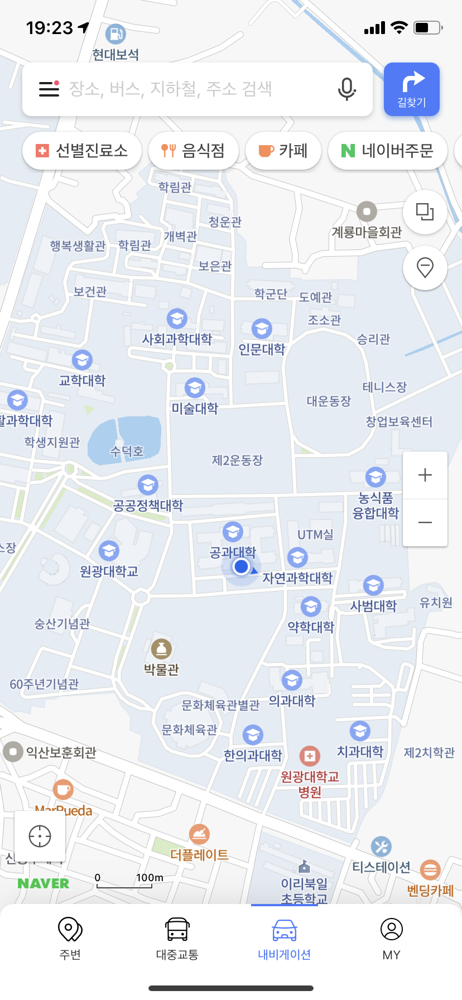 19:23
현대보석
장소, 버스, 지하철, 주소 검색
길찾기
선별진료소
음식점
카페
네이버주문
학림관
청운관
계룡마을회관
개벽관
행복생활관
학림관
보은관
보건관
학군단
도예관
조소관
사회과학대학
인문대학
승리관
교학대학
테니스장
미술대학
대운동장
활과학대학
창업보육센터
학생지원관
수덕호
제2운동장
공공정책대학
농식품
융합대학
UTM실
스장
공과대학
원광대학교
자연과학대학
사범대학
유치원
숭산기념관
약학대학
박물관
60주년기념관
문화체육관별관
의과대학
문화체육관
익산보훈회관
한의과대학
치과대학
제2치학관
원광대학교
병원
MarPueda
더플레이트
티스테이션
NAVER
0
100m
이리북일
초등학교
벤딩카페
주변
대중교통
내비게이션
MY